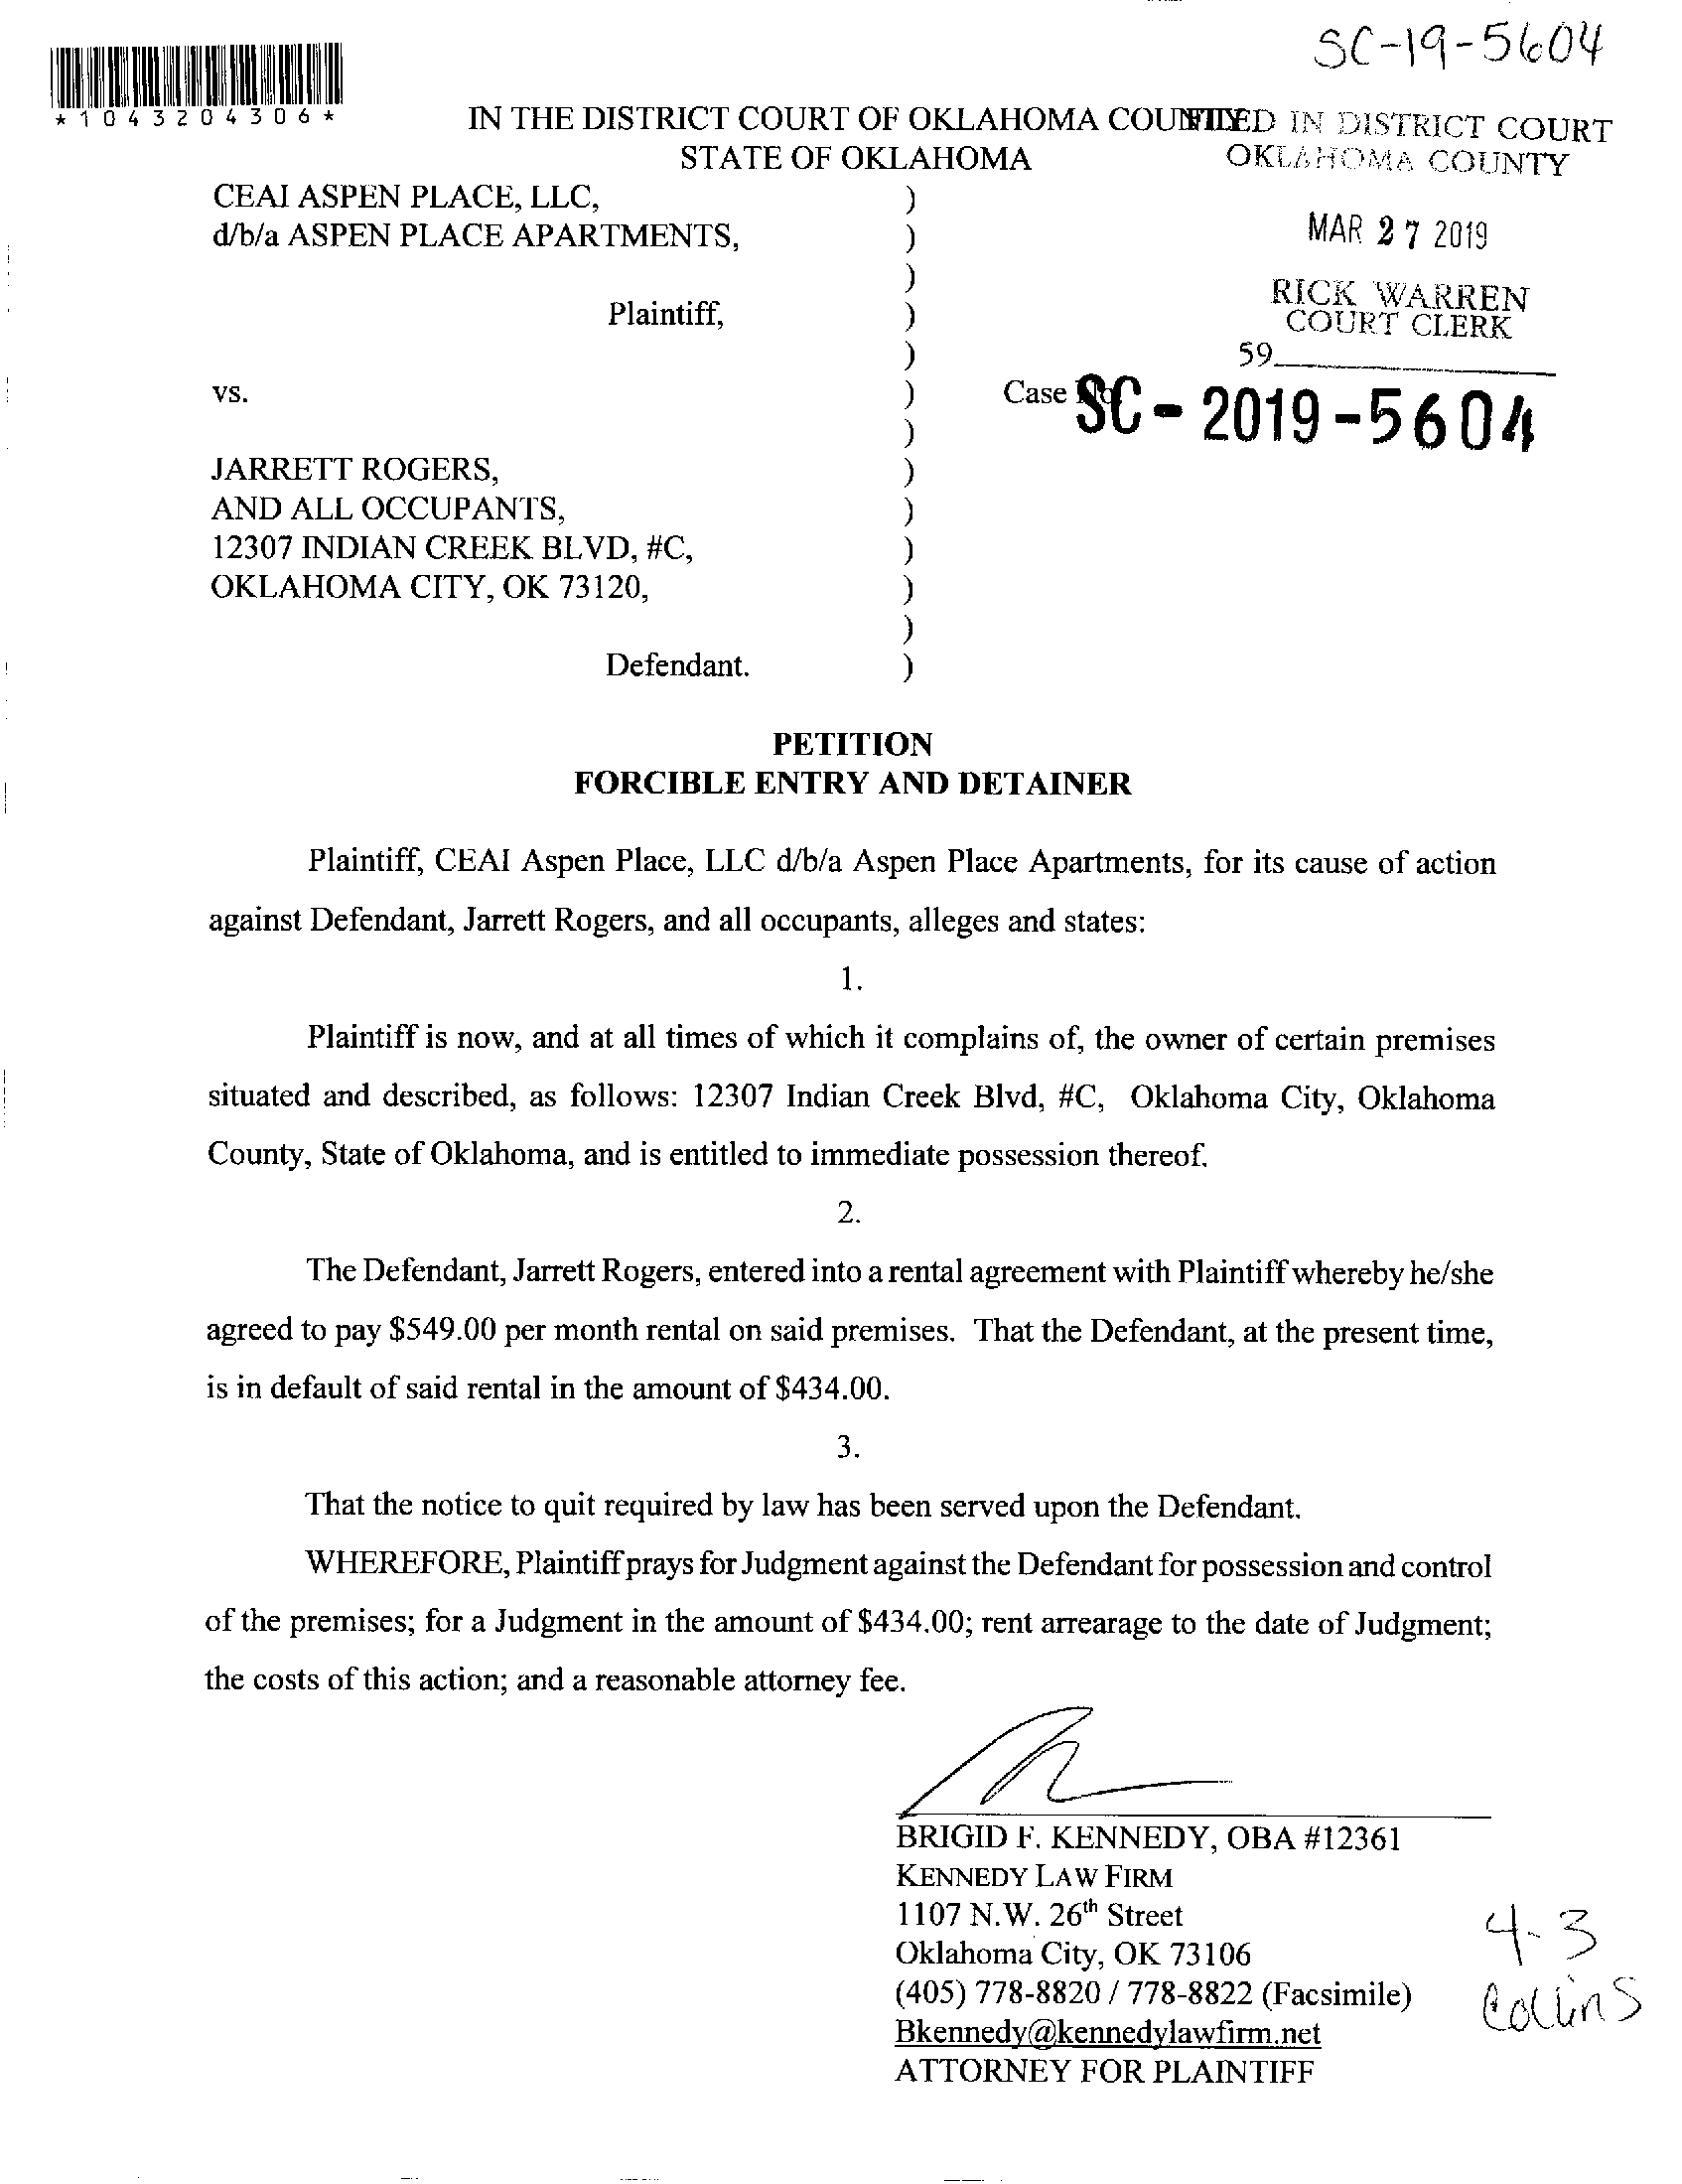 SC-19-5604
*1043204306*
IN THE DISTRICT COURT OF OKLAHOMA COUNTY
STATE OF OKLAHOMA
FILED IN DISTRICT COURT
OKLAHOMA COUNTY
MAR 27 2019
RICK WARREN
COURT CLERK
59
CEAI ASPEN PLACE, LLC, )
d/b/a ASPEN PLACE APARTMENTS, )
)
Plaintiff, )
)
vs. ) Case No. SC-2019-5604
)
JARRETT ROGERS, )
AND ALL OCCUPANTS, )
12307 INDIAN CREEK BLVD, #C, )
OKLAHOMA CITY, OK 73120, )
)
Defendant. )
PETITION
FORCIBLE ENTRY AND DETAINER
Plaintiff, CEAI Aspen Place, LLC d/b/a Aspen Place Apartments, for its cause of action
against Defendant, Jarrett Rogers, and all occupants, alleges and states:
1.
Plaintiff is now, and at all times of which it complains of, the owner of certain premises
situated and described, as follows: 12307 Indian Creek Blvd, #C, Oklahoma City, Oklahoma
County, State of Oklahoma, and is entitled to immediate possession thereof.
2.
The Defendant, Jarrett Rogers, entered into a rental agreement with Plaintiff whereby he/she
agreed to pay $549.00 per month rental on said premises. That the Defendant, at the present time,
is in default of said rental in the amount of $434.00.
3.
That the notice to quit required by law has been served upon the Defendant.
WHEREFORE, Plaintiff prays for Judgment against the Defendant for possession and control
of the premises; for a Judgment in the amount of $434.00; rent arrearage to the date of Judgment;
the costs of this action; and a reasonable attorney fee.
BRIGID F. KENNEDY, OBA #12361
KENNEDY LAW FIRM
1107 N.W. 26th Street
Oklahoma City, OK 73106
(405) 778-8820 / 778-8822 (Facsimile)
Bkennedy@kennedylawfirm.net
ATTORNEY FOR PLAINTIFF
4-3
Collins